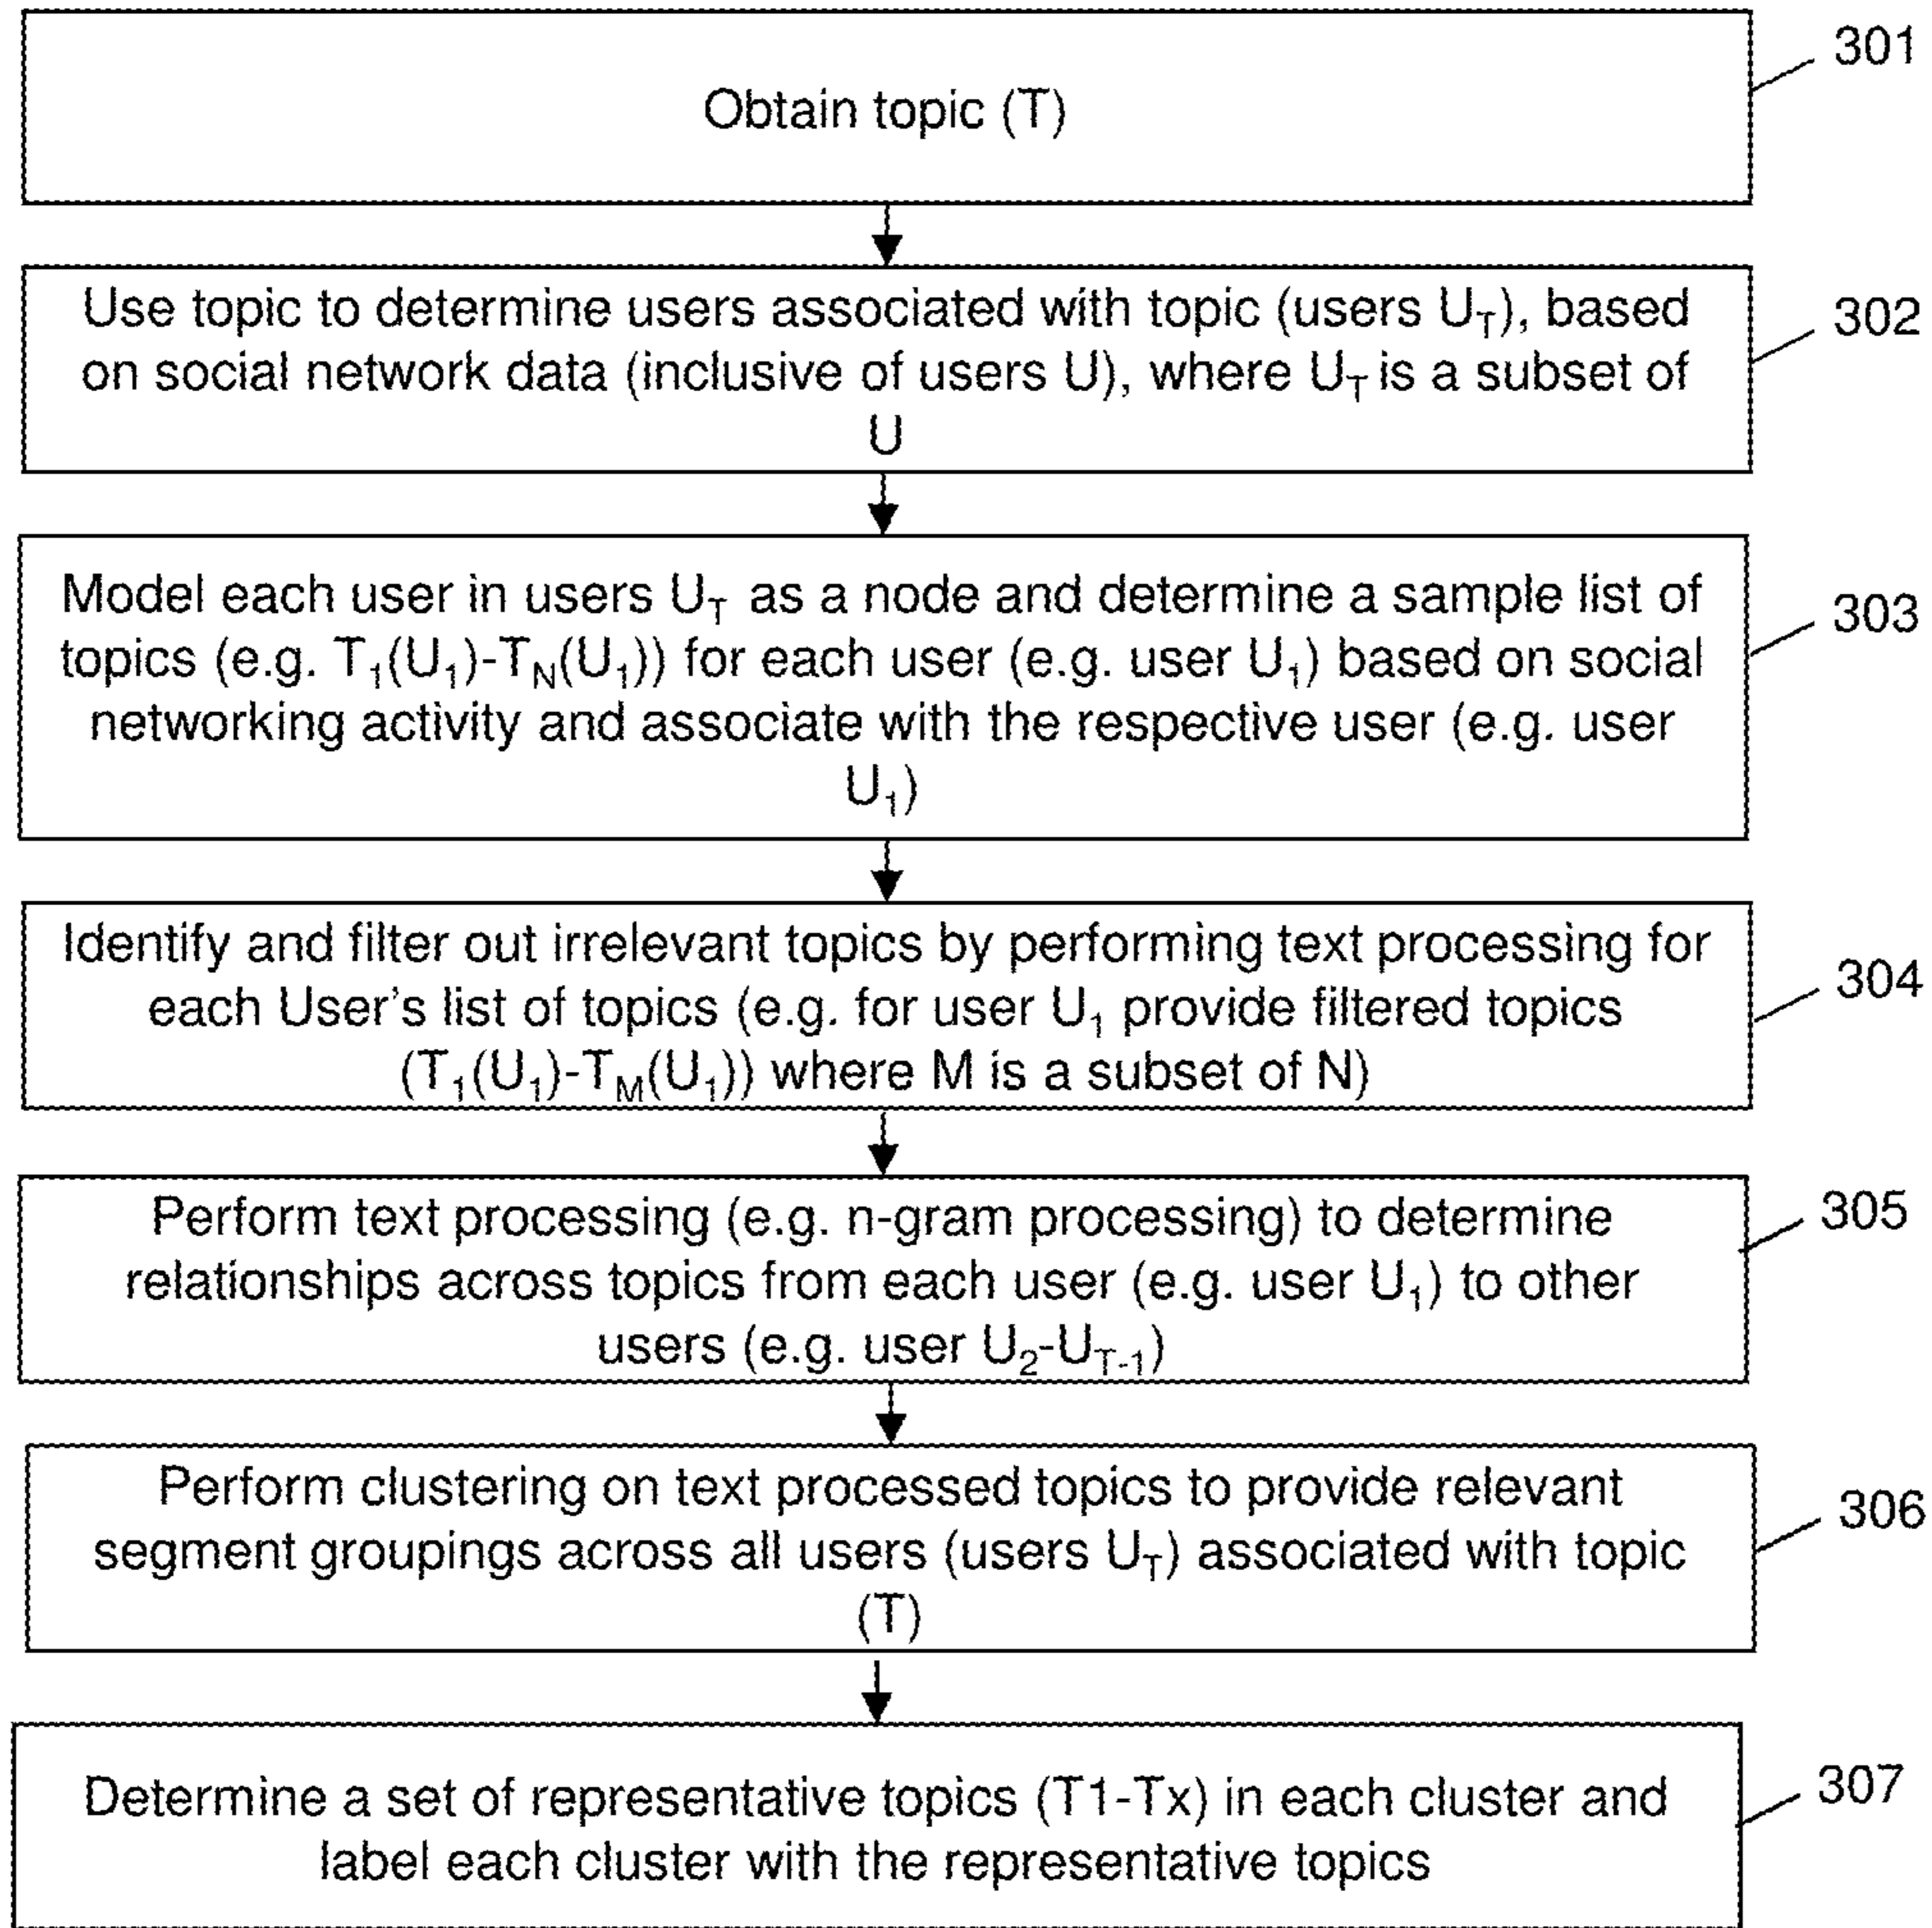 Obtain topic (T)
301
Use topic to determine users associated with topic (users U_T), based
on social network data (inclusive of users U), where U_T is a subset of
U
302
Model each user in users U_T as a node and determine a sample list of
topics (e.g. T_1(U_1)-T_N(U_1)) for each user (e.g. user U_1) based on social
networking activity and associate with the respective user (e.g. user
U_1)
303
Identify and filter out irrelevant topics by performing text processing for
each User's list of topics (e.g. for user U_1 provide filtered topics
(T_1(U_1)-T_M(U_1)) where M is a subset of N)
304
Perform text processing (e.g. n-gram processing) to determine
relationships across topics from each user (e.g. user U_1) to other
users (e.g. user U_2-U_T-1)
305
Perform clustering on text processed topics to provide relevant
segment groupings across all users (users U_T) associated with topic
(T)
306
Determine a set of representative topics (T1-Tx) in each cluster and
label each cluster with the representative topics
307